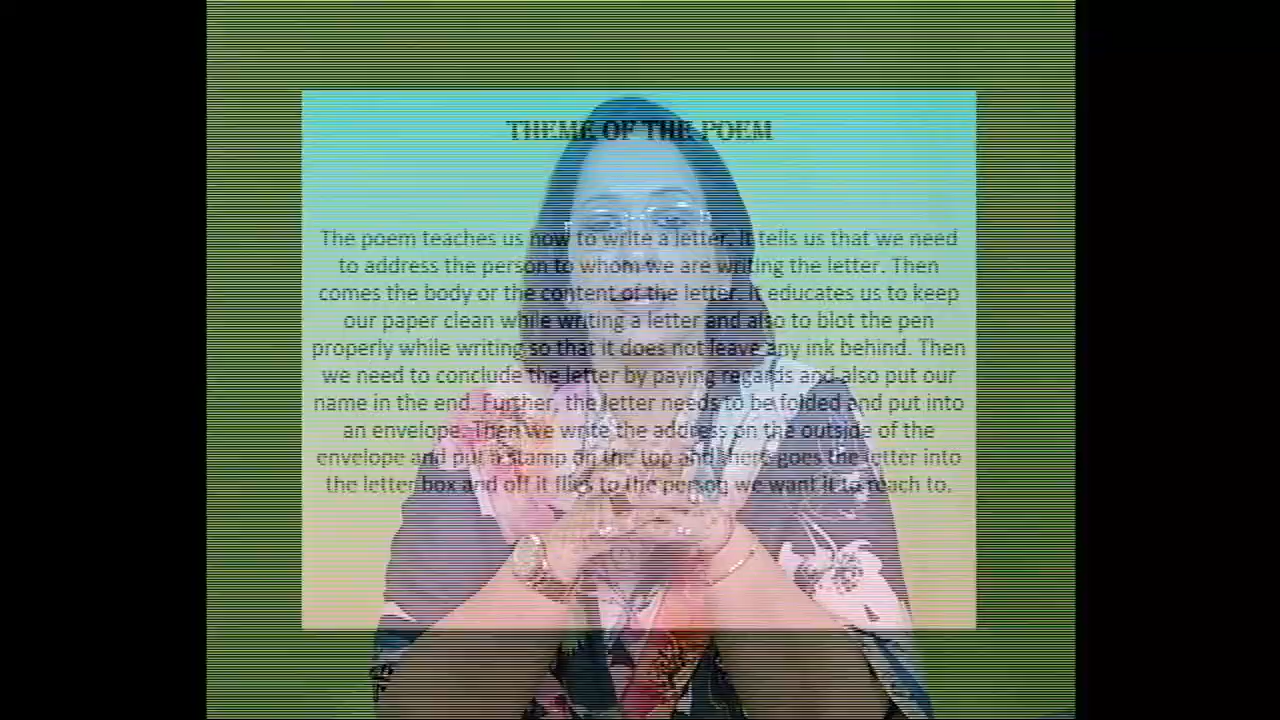 THEME OF THE POEM
The poem teaches us how to write a letter. It tells us that we need
to address the person to whom we are writing the letter. Then
comes the body or the content of the letter. It educates us to keep
our paper clean while writing a letter and also to blot the pen
properly while writing so that it does not leave any ink behind. Then
we need to conclude the letter by paying regards and also put our
name in the end. Further, the letter needs to be folded and put into
an envelope. Then we write the address on the outside of the
envelope and put a stamp on the top and there goes the letter into
the letter box and off it flies to the person we want it to reach to.